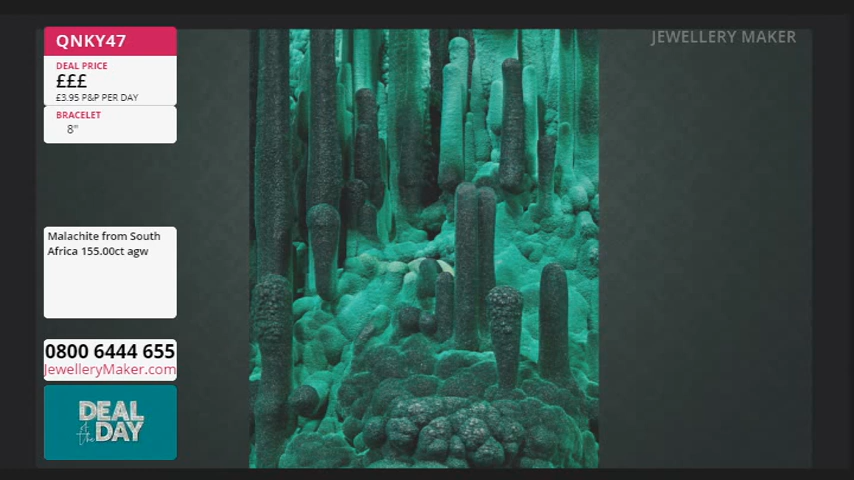 QNKY47
DEAL PRICE
£££
£3.95 P&P PER DAY
BRACELET
8"
Malachite from South
Africa 155.00ct agw
0800 6444 655
JewelleryMaker.com
DEAL
of the
DAY
JEWELLERY MAKER